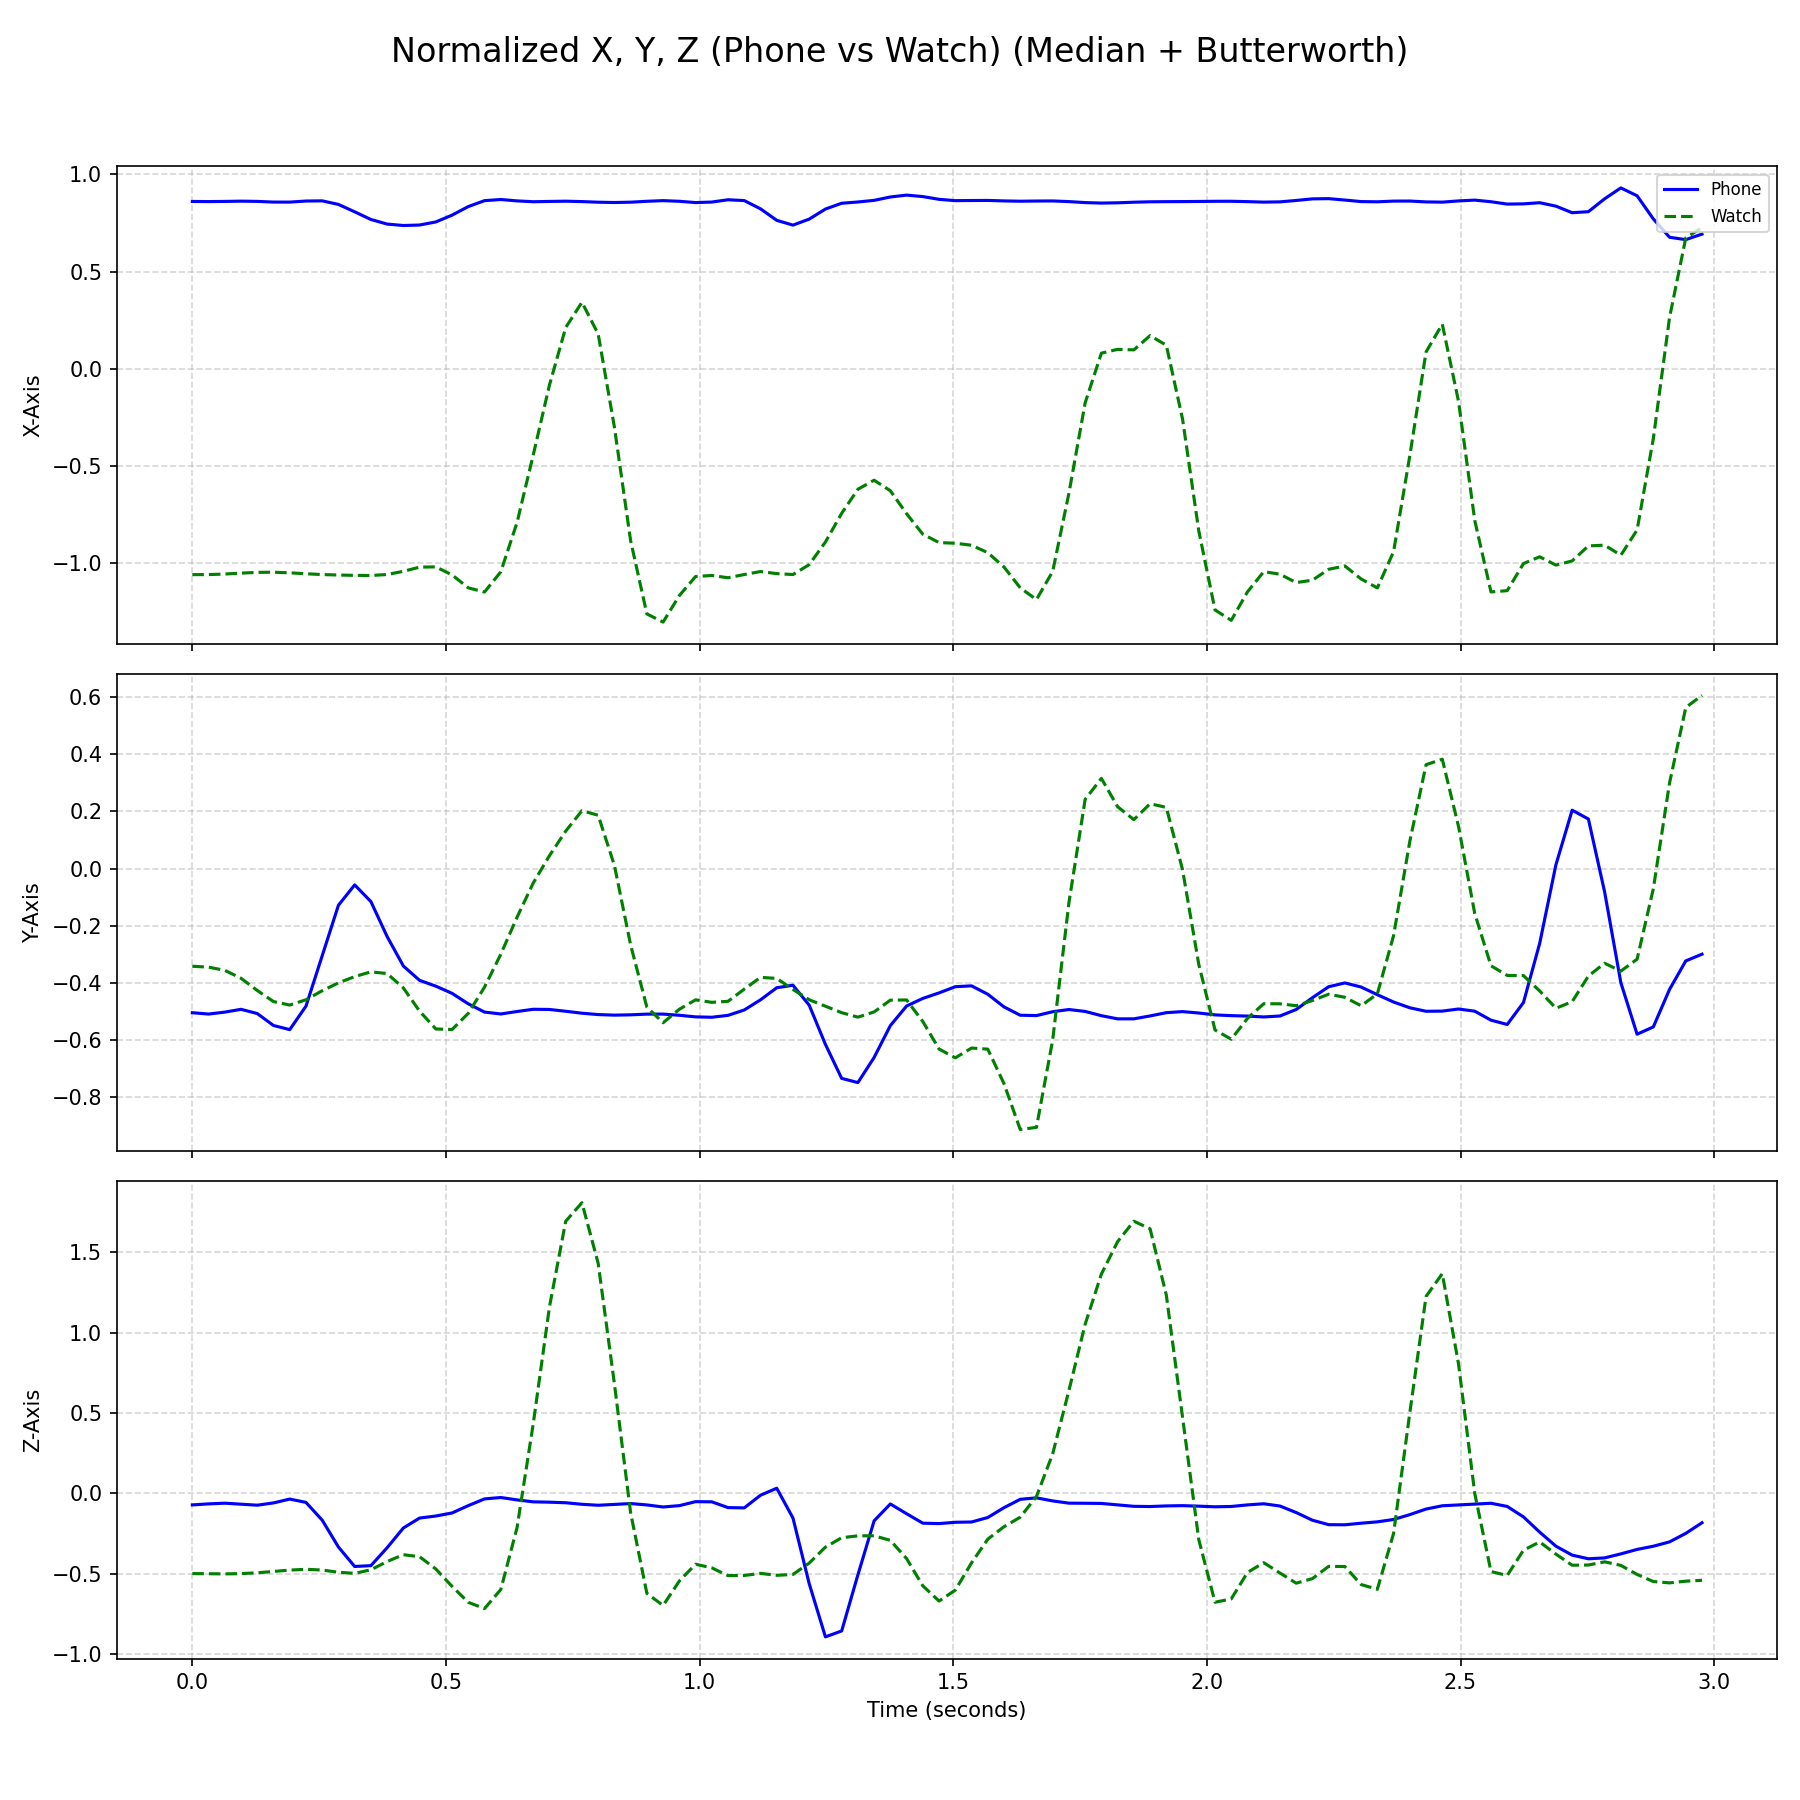 Normalized X, Y, Z (Phone vs Watch) (Median + Butterworth)
Phone
Watch
1.0
0.5
0.0
−0.5
−1.0
X-Axis
0.6
0.4
0.2
0.0
−0.2
−0.4
−0.6
−0.8
Y-Axis
1.5
1.0
0.5
0.0
−0.5
−1.0
Z-Axis
0.0 0.5 1.0 1.5 2.0 2.5 3.0
Time (seconds)